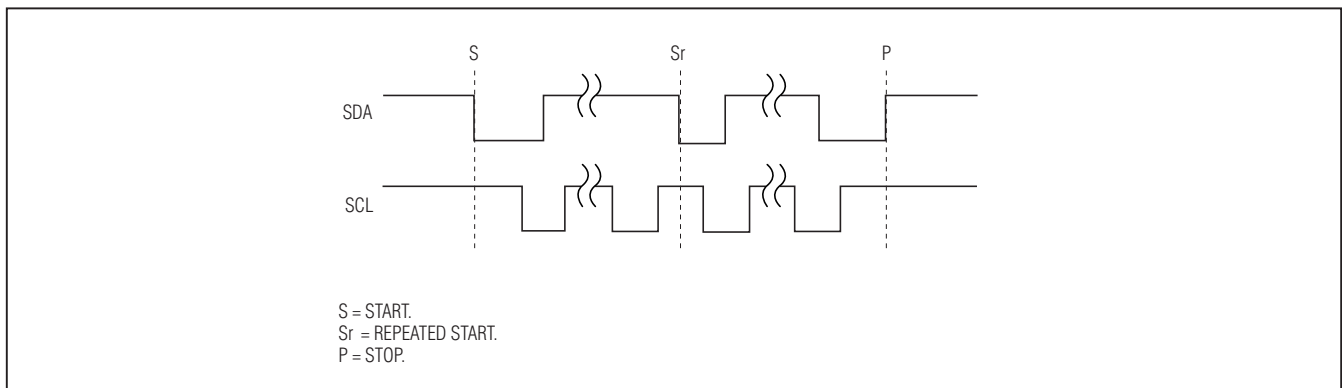 S Sr P
SDA
SCL
S = START.
Sr = REPEATED START.
P = STOP.